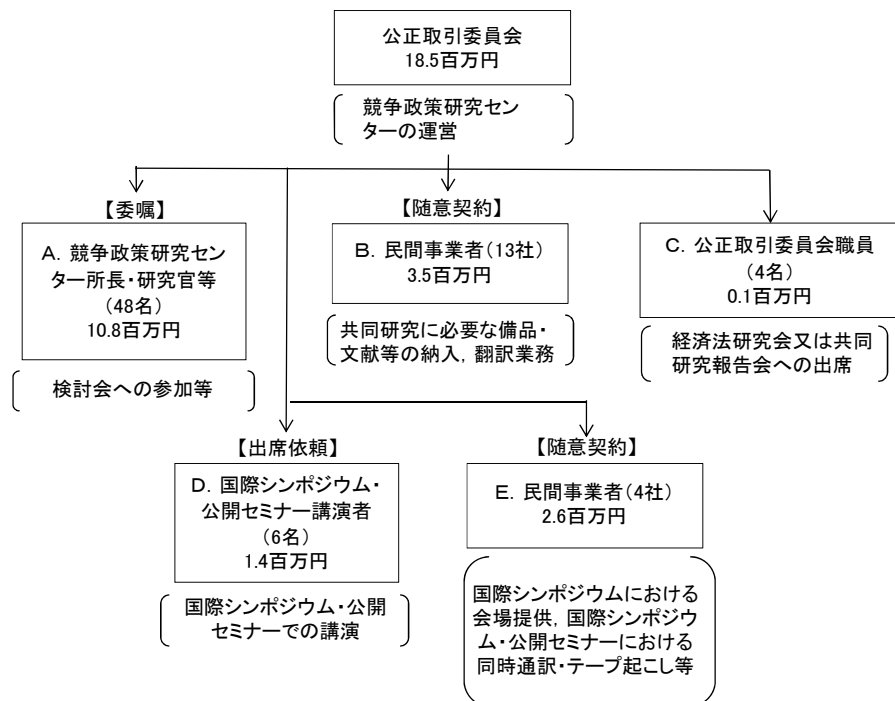 公正取引委員会
18.5百万円
競争政策研究セン
ターの運営
【委嘱】
A．競争政策研究セン
ター所長・研究官等
（48名）
10.8百万円
検討会への参加等
【随意契約】
B．民間事業者（13社）
3.5百万円
共同研究に必要な備品・
文献等の納入，翻訳業務
C．公正取引委員会職員
（4名）
0.1百万円
経済法研究会又は共同
研究報告会への出席
【出席依頼】
D．国際シンポジウム・
公開セミナー講演者
（6名）
1.4百万円
国際シンポジウム・公開
セミナーでの講演
【随意契約】
E．民間事業者（4社）
2.6百万円
国際シンポジウムにおける
会場提供，国際シンポジウ
ム・公開セミナーにおける
同時通訳・テープ起こし等